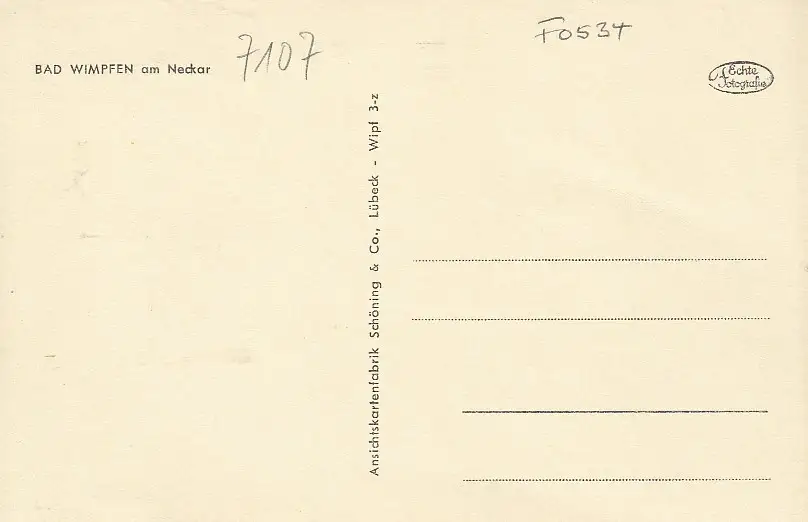 BAD WIMPFEN am Neckar
7107
F0534
Echte
Fotografie
Ansichtskartenfabrik Schöning & Co., Lübeck - Wipf 3-z